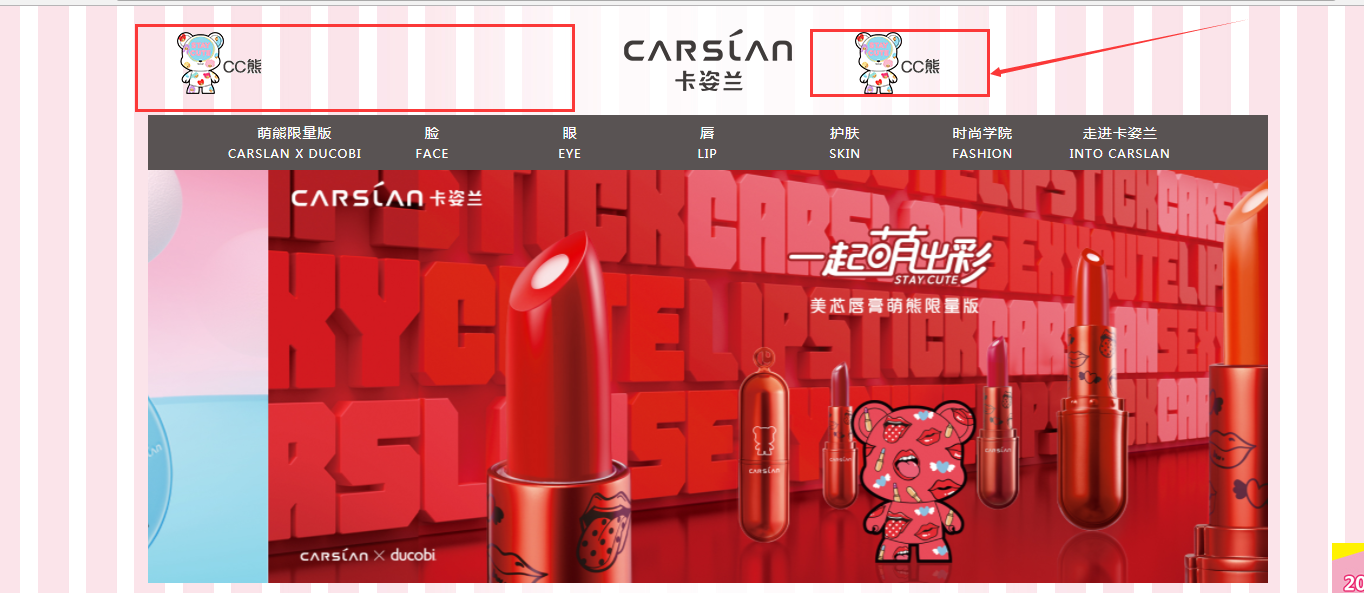 CC熊
CARSLAN
卡姿兰
CC熊
萌熊限量版 脸 眼 唇 护肤 时尚学院 走进卡姿兰
CARSLAN X DUCOBI FACE EYE LIP SKIN FASHION INTO CARSLAN
CARSLAN 卡姿兰
一起萌出彩
STAY CUTE
美芯唇膏萌熊限量版
CARSLAN
CARSLAN × ducobi
20